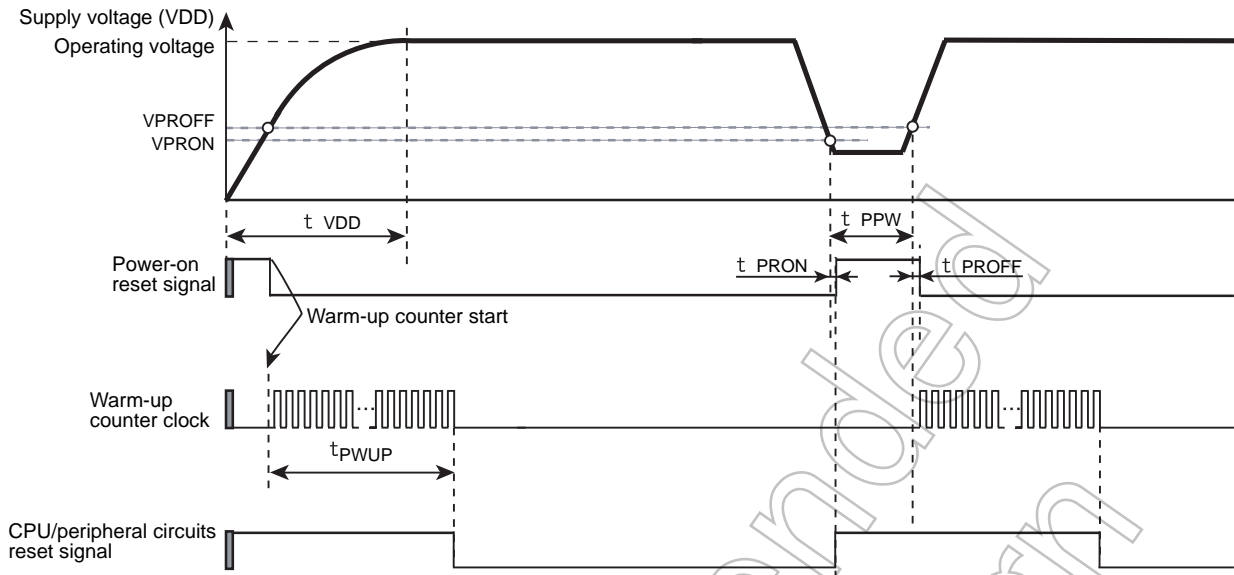 Supply voltage (VDD)
Operating voltage
VPROFF
VPRON
t VDD
t PPW
Power-on
reset signal
t PRON
t PROFF
Warm-up counter start
Warm-up
counter clock
... ...
tPWUP
CPU/peripheral circuits
reset signal